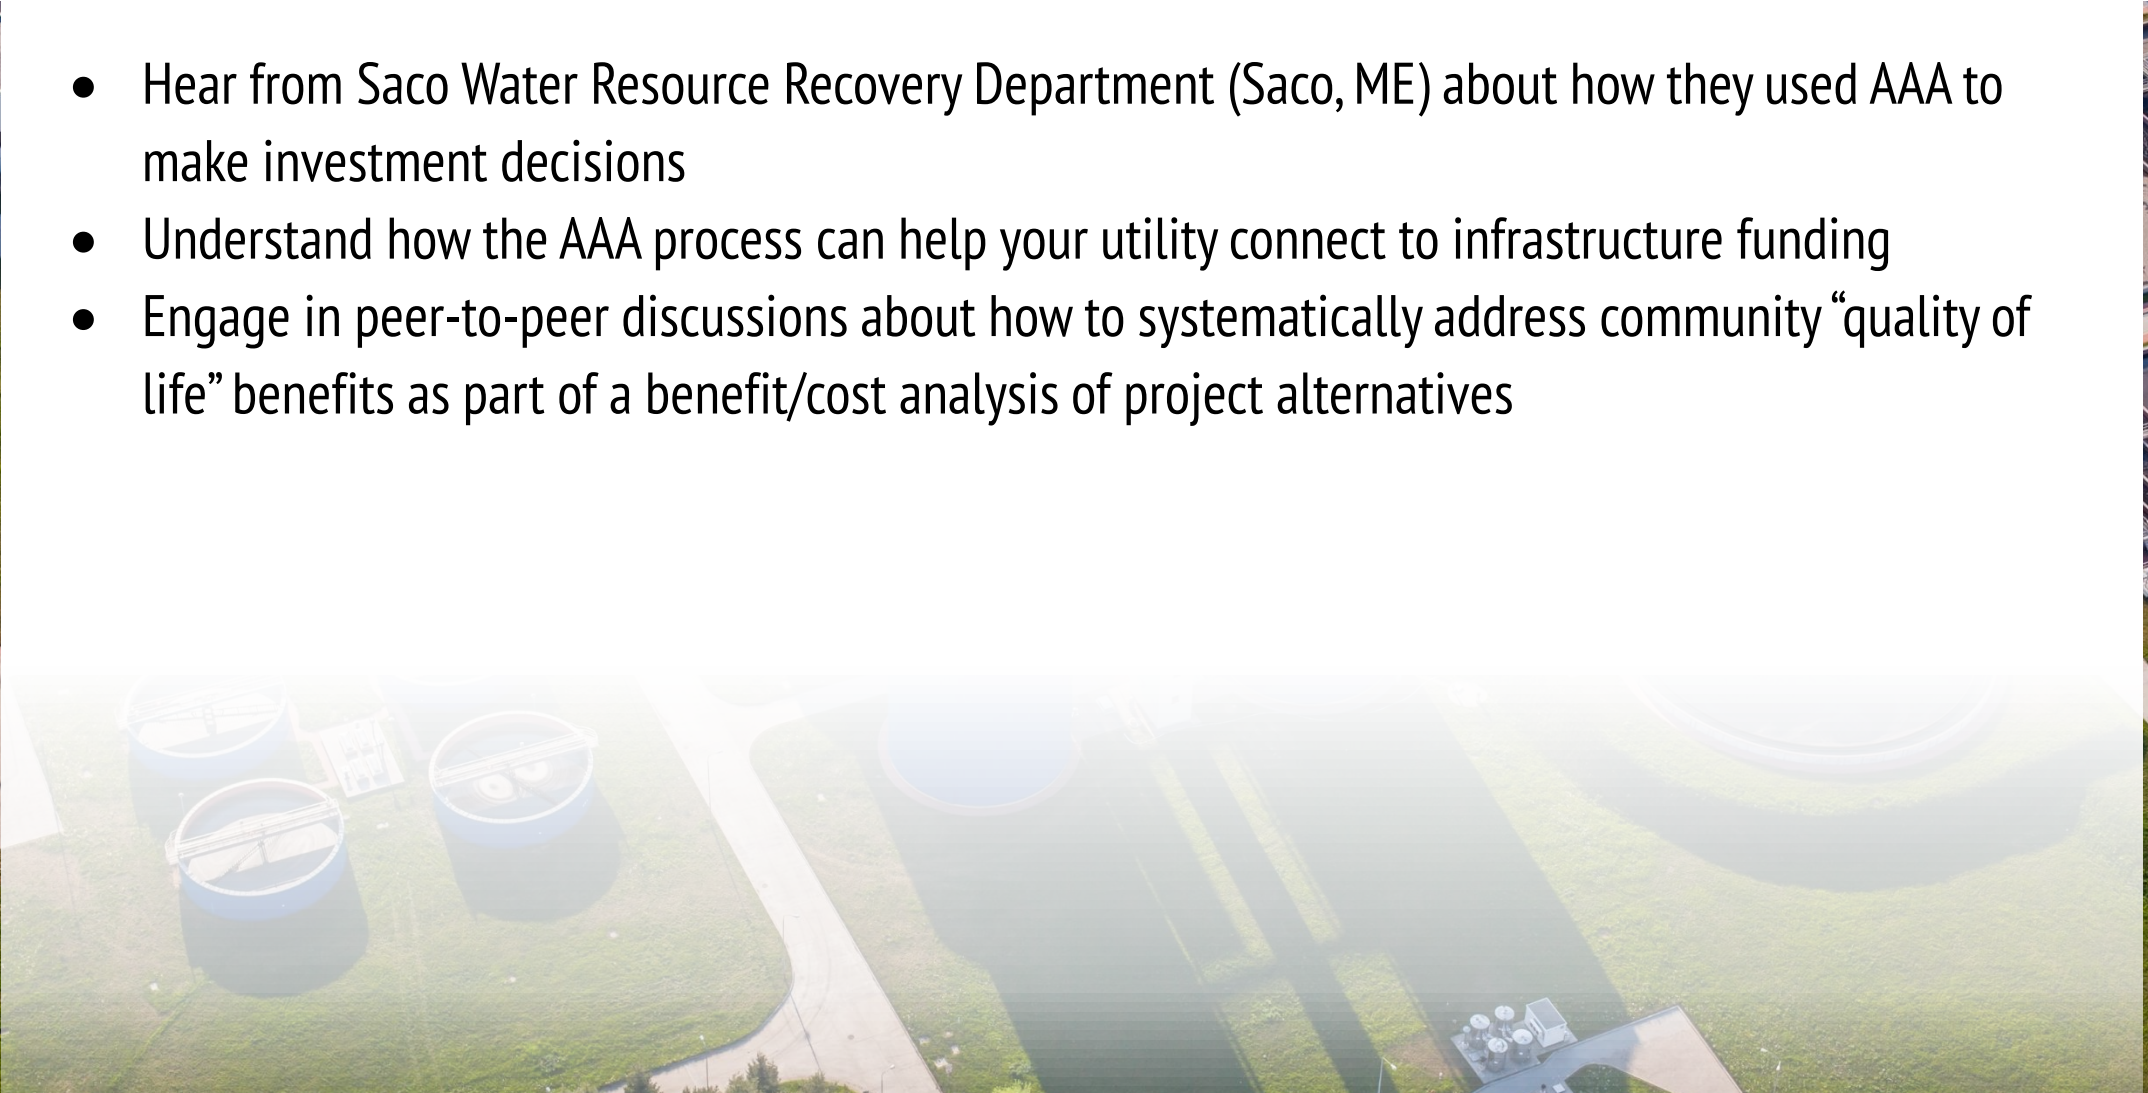 • Hear from Saco Water Resource Recovery Department (Saco, ME) about how they used AAA to
make investment decisions
• Understand how the AAA process can help your utility connect to infrastructure funding
• Engage in peer-to-peer discussions about how to systematically address community “quality of
life” benefits as part of a benefit/cost analysis of project alternatives